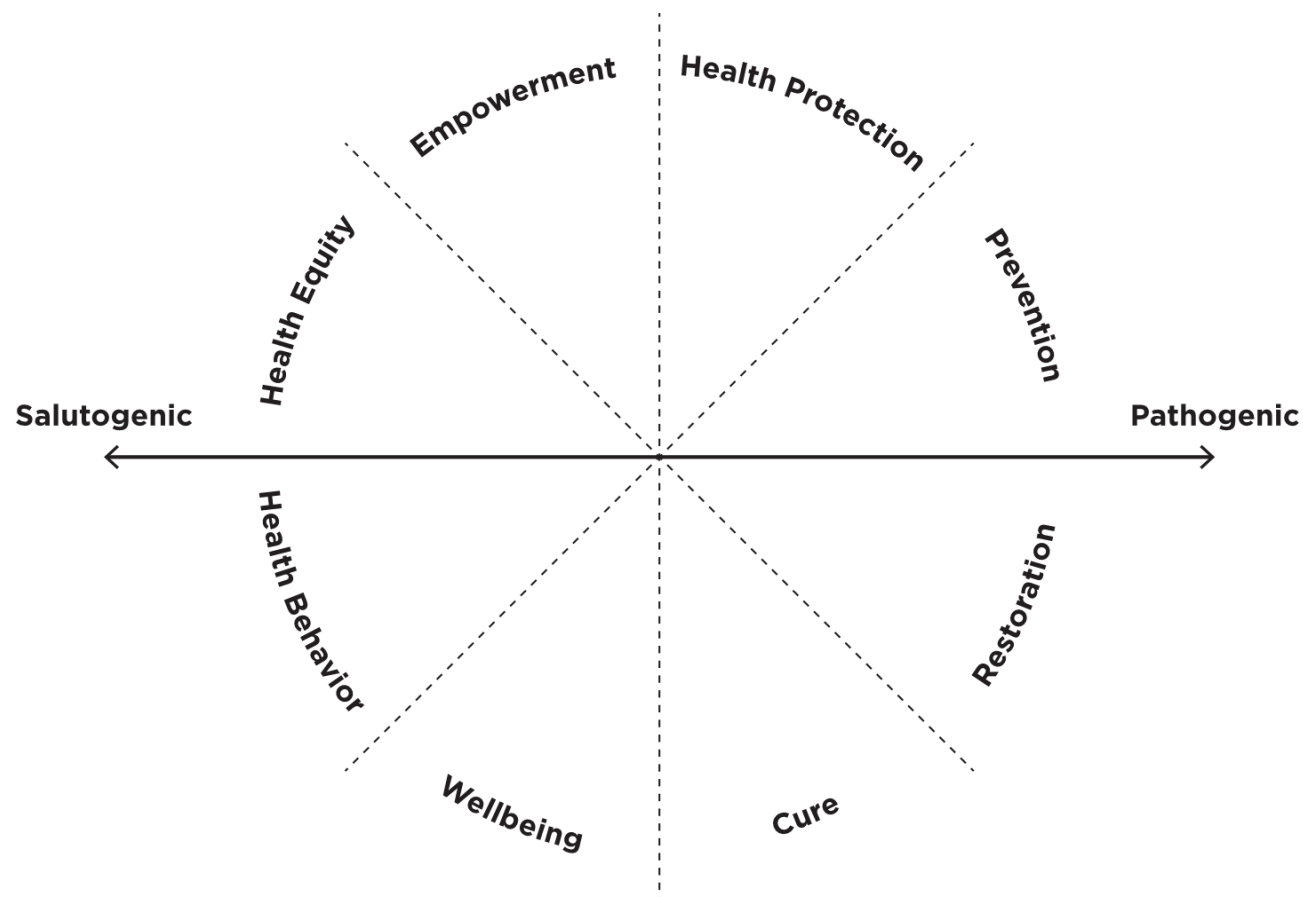 Empowerment
Health Protection
Health Equity
Prevention
Salutogenic
Pathogenic
Health Behavior
Restoration
Wellbeing
Cure